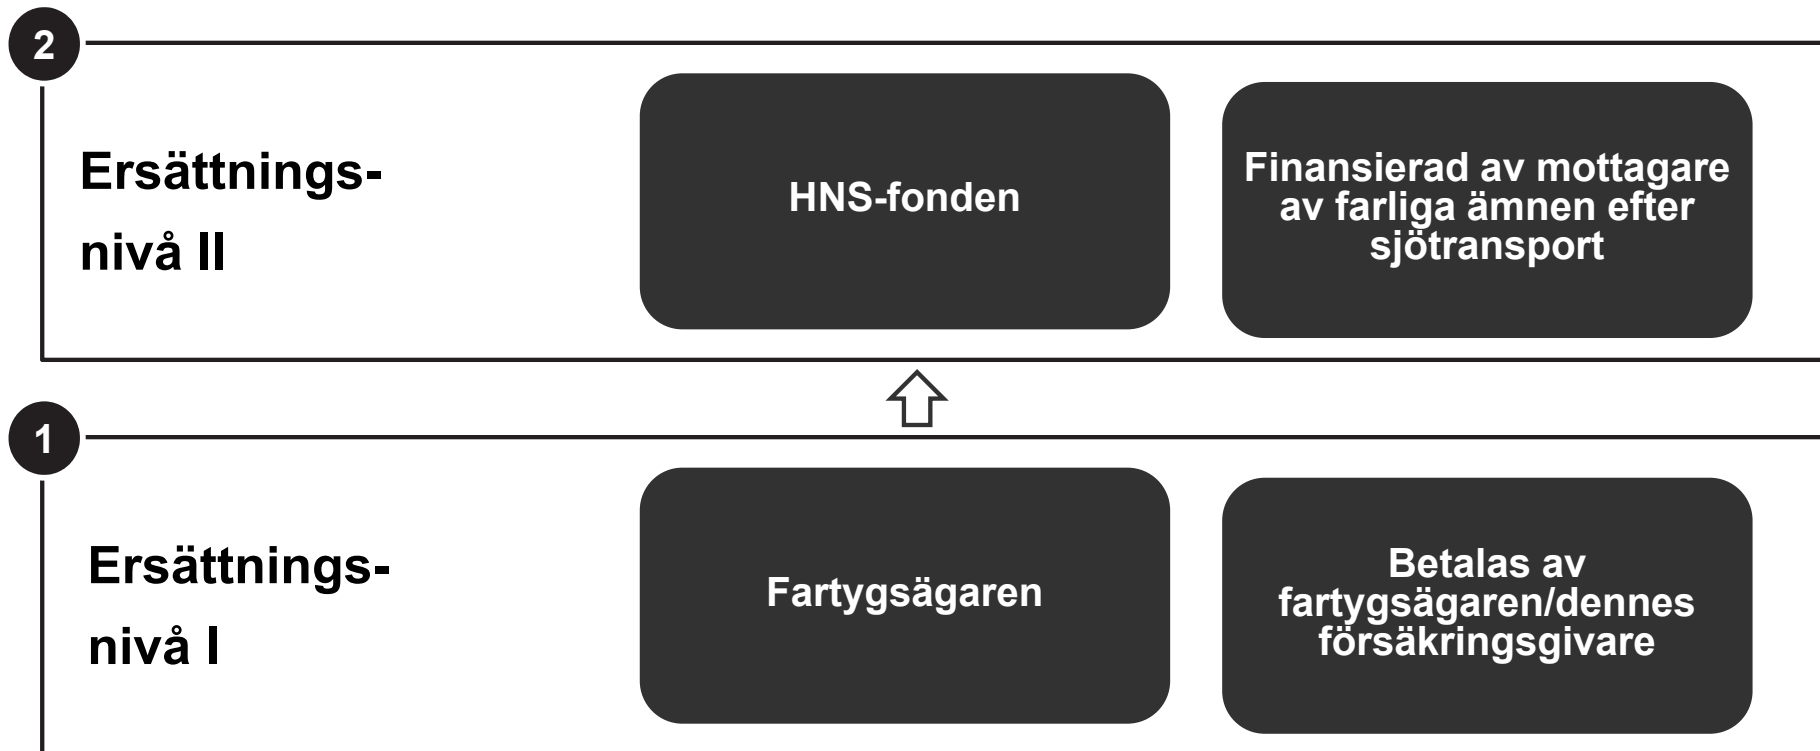 2
Ersättnings-
nivå II
HNS-fonden
Finansierad av mottagare
av farliga ämnen efter
sjötransport
1
Ersättnings-
nivå I
Fartygsägaren
Betalas av
fartygsägaren/dennes
försäkringsgivare